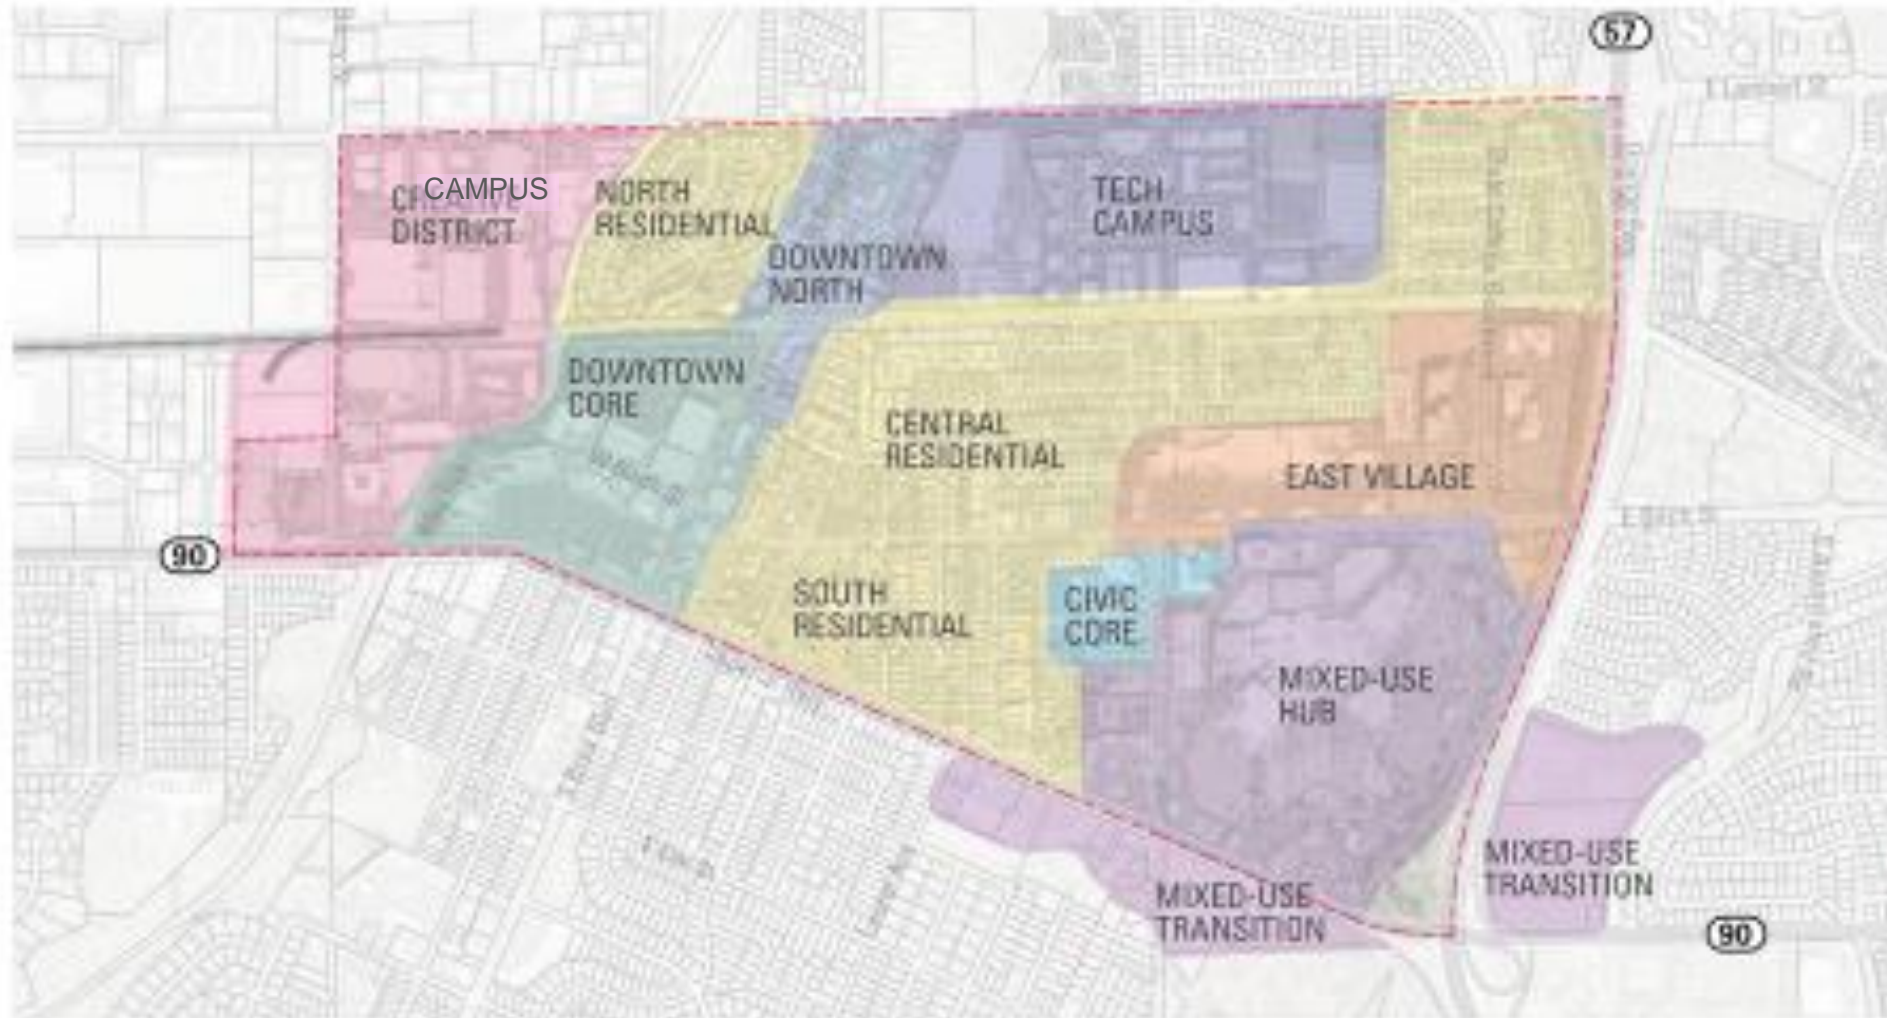 57
CAMPUS
DISTRICT
NORTH
RESIDENTIAL
TECH
CAMPUS
DOWNTOWN
NORTH
DOWNTOWN
CORE
CENTRAL
RESIDENTIAL
EAST VILLAGE
90
SOUTH
RESIDENTIAL
CIVIC
CORE
MIXED-USE
HUB
MIXED-USE
TRANSITION
MIXED-USE
TRANSITION
90